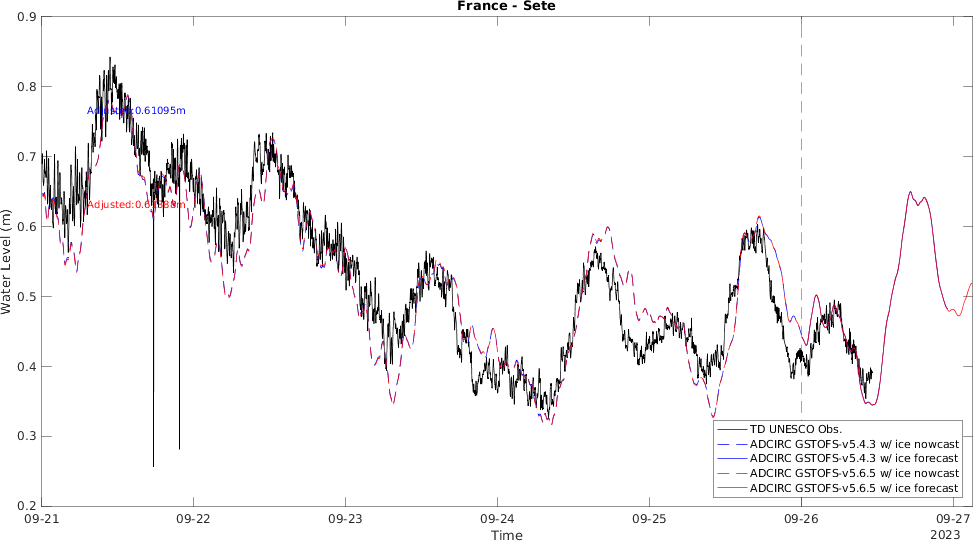 France - Sete
0.9
0.8
0.7
0.6
0.5
0.4
0.3
0.2
Water Level (m)
Adjusted:0.61095m
09-21
09-22
09-23
09-24
09-25
09-26
09-27
Time
2023
TD UNESCO Obs.
ADCIRC GSTOFS-v5.4.3 w/ ice nowcast
ADCIRC GSTOFS-v5.4.3 w/ ice forecast
ADCIRC GSTOFS-v5.6.5 w/ ice nowcast
ADCIRC GSTOFS-v5.6.5 w/ ice forecast